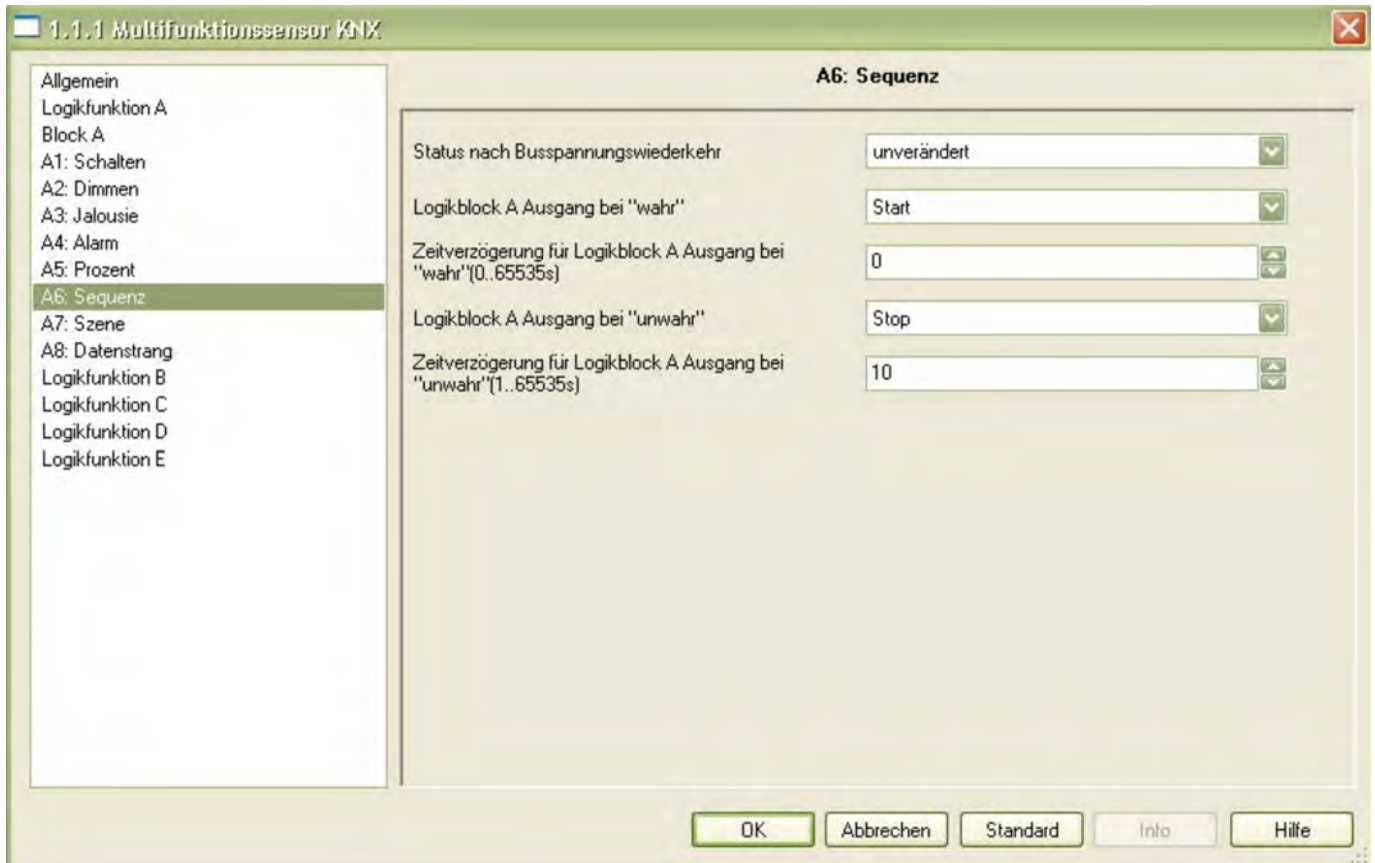 1.1.1 Multifunktionssensor KNX
Allgemein
Logikfunktion A
Block A
A1: Schalten
A2: Dimmen
A3: Jalousie
A4: Alarm
A5: Prozent
A6: Sequenz
A7: Szene
A8: Datenstrang
Logikfunktion B
Logikfunktion C
Logikfunktion D
Logikfunktion E
A6: Sequenz
Status nach Busspannungswiederkehr
unverändert
Logikblock A Ausgang bei "wahr"
Start
Zeitverzögerung für Logikblock A Ausgang bei
"wahr"(0..65535s)
0
Logikblock A Ausgang bei "unwahr"
Stop
Zeitverzögerung für Logikblock A Ausgang bei
"unwahr"(1..65535s)
10
OK
Abbrechen
Standard
Info
Hilfe